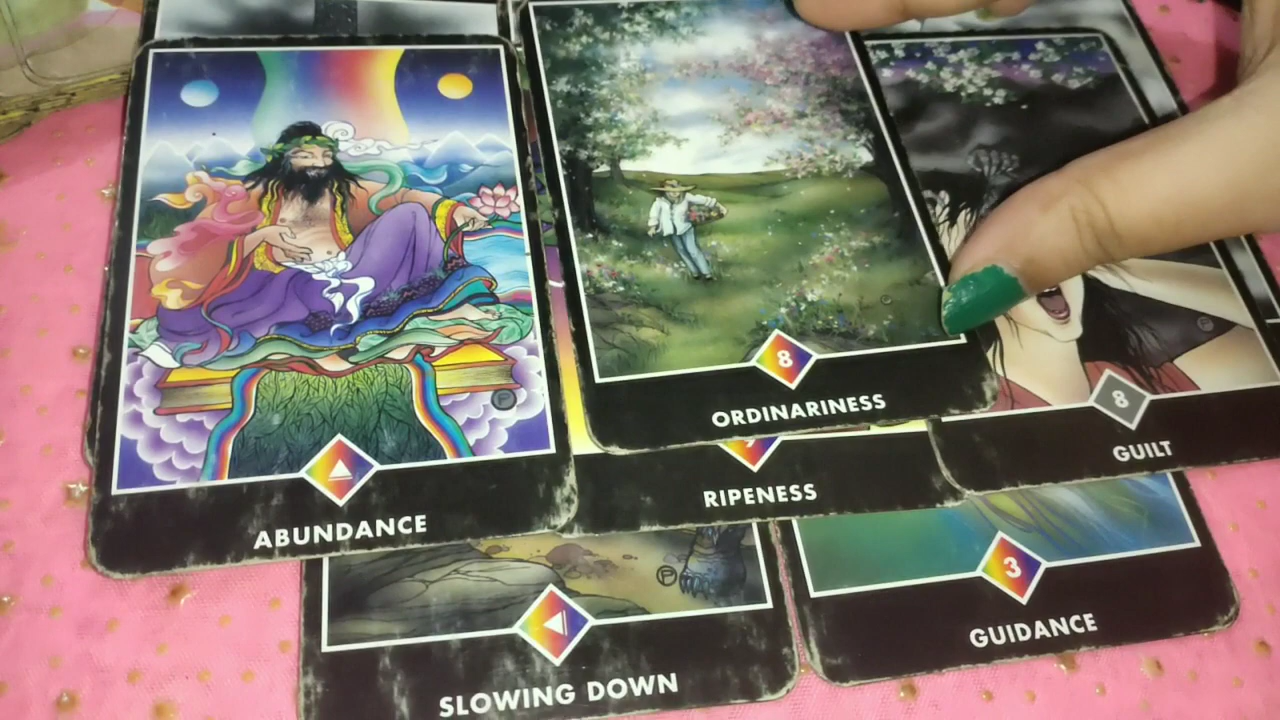 8
ORDINARINESS
8
GUILT
ABUNDANCE
RIPENESS
3
GUIDANCE
SLOWING DOWN